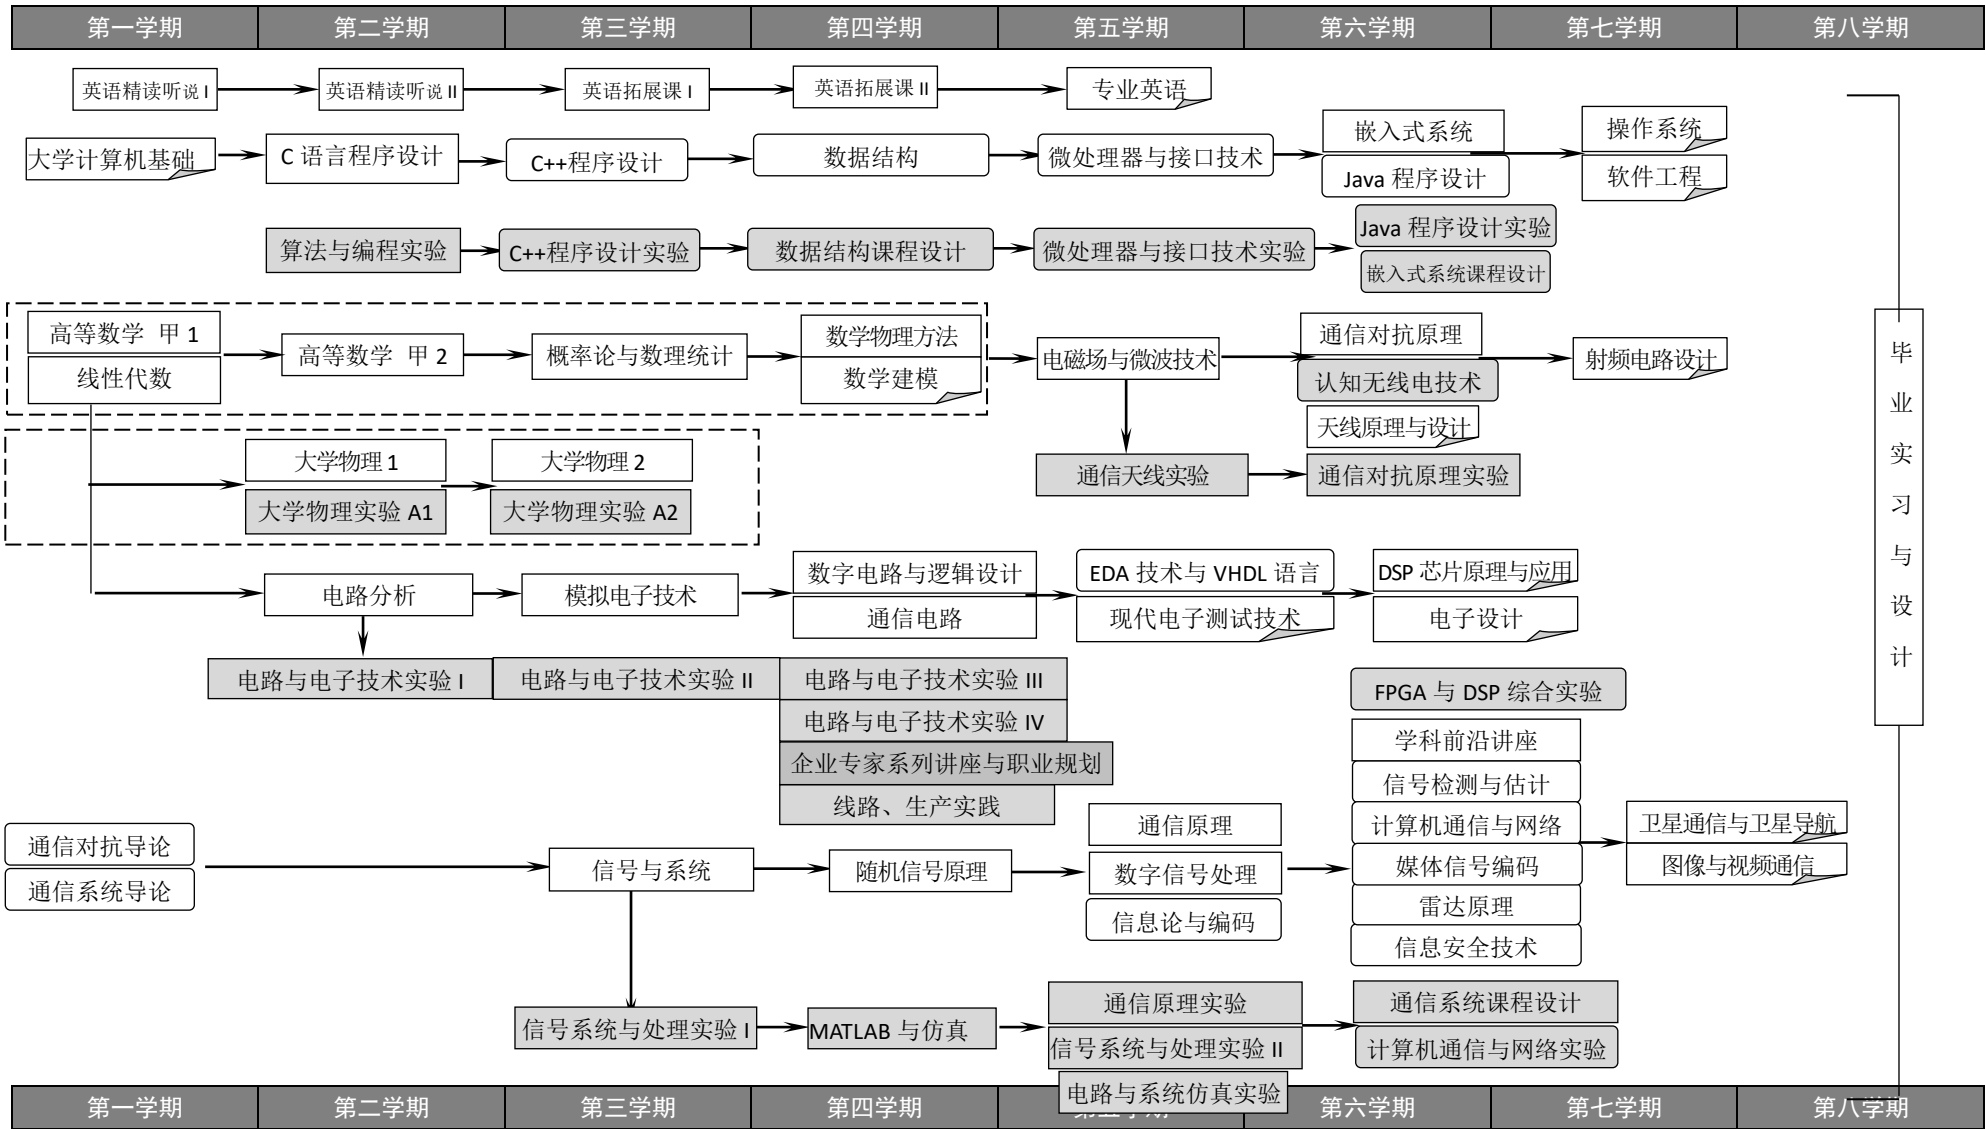 第一学期 第二学期 第三学期 第四学期 第五学期 第六学期 第七学期 第八学期
英语精读听说 I
英语精读听说 II
英语拓展课 I
英语拓展课 II
专业英语
大学计算机基础
C 语言程序设计
C++程序设计
数据结构
微处理器与接口技术
嵌入式系统
Java 程序设计
操作系统
软件工程
算法与编程实验
C++程序设计实验
数据结构课程设计
微处理器与接口技术实验
Java 程序设计实验
嵌入式系统课程设计
高等数学 甲 1
线性代数
高等数学 甲 2
概率论与数理统计
数学物理方法
数学建模
电磁场与微波技术
通信对抗原理
认知无线电技术
天线原理与设计
射频电路设计
大学物理 1
大学物理实验 A1
大学物理 2
大学物理实验 A2
通信天线实验
通信对抗原理实验
电路分析
模拟电子技术
数字电路与逻辑设计
通信电路
EDA 技术与 VHDL 语言
现代电子测试技术
DSP 芯片原理与应用
电子设计
电路与电子技术实验 I
电路与电子技术实验 II
电路与电子技术实验 III
电路与电子技术实验 IV
企业专家系列讲座与职业规划
线路、生产实践
FPGA 与 DSP 综合实验
学科前沿讲座
信号检测与估计
计算机通信与网络
媒体信号编码
雷达原理
信息安全技术
通信对抗导论
通信系统导论
信号与系统
随机信号原理
通信原理
数字信号处理
信息论与编码
卫星通信与卫星导航
图像与视频通信
信号系统与处理实验 I
MATLAB 与仿真
通信原理实验
信号系统与处理实验 II
电路与系统仿真实验
通信系统课程设计
计算机通信与网络实验
毕业实习与设计
第一学期 第二学期 第三学期 第四学期 第五学期 第六学期 第七学期 第八学期